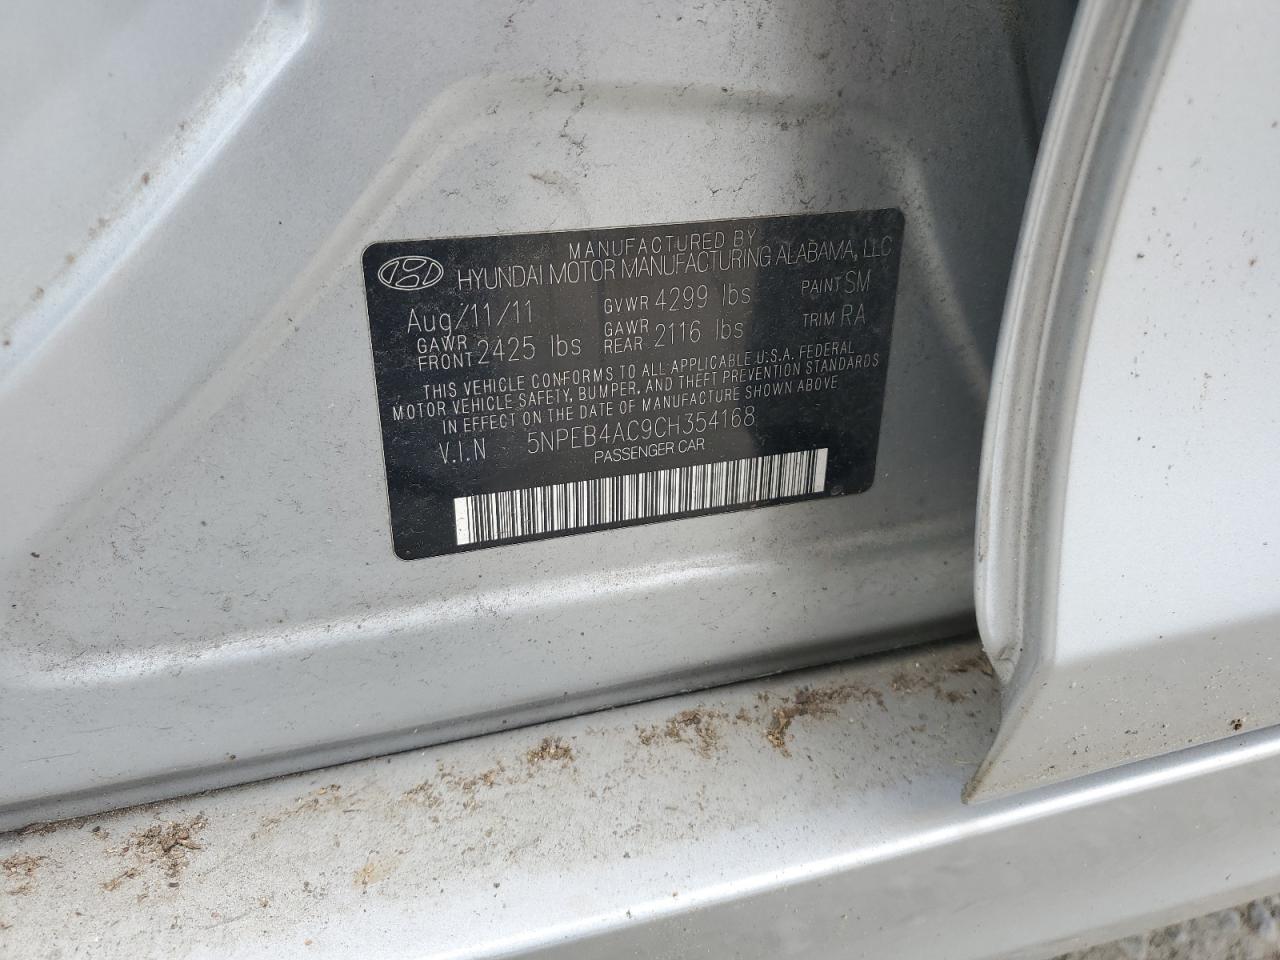 MANUFACTURED BY
HYUNDAI MOTOR MANUFACTURING ALABAMA, LLC
Aug/11/11 GVWR 4299 lbs PAINT SM
GAWR FRONT 2425 lbs GAWR REAR 2116 lbs TRIM RA
THIS VEHICLE CONFORMS TO ALL APPLICABLE U.S.A. FEDERAL
MOTOR VEHICLE SAFETY, BUMPER, AND THEFT PREVENTION STANDARDS
IN EFFECT ON THE DATE OF MANUFACTURE SHOWN ABOVE
V.I.N 5NPEB4AC9CH354168
PASSENGER CAR